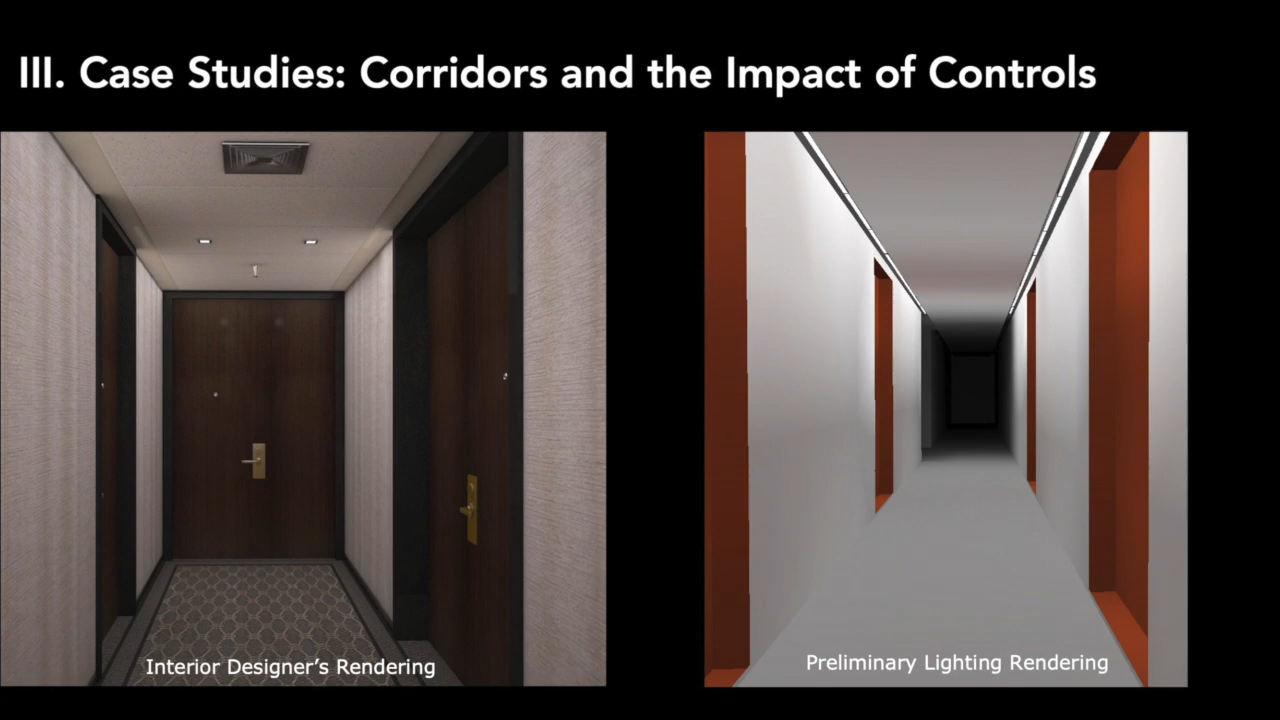 III. Case Studies: Corridors and the Impact of Controls
Interior Designer’s Rendering
Preliminary Lighting Rendering